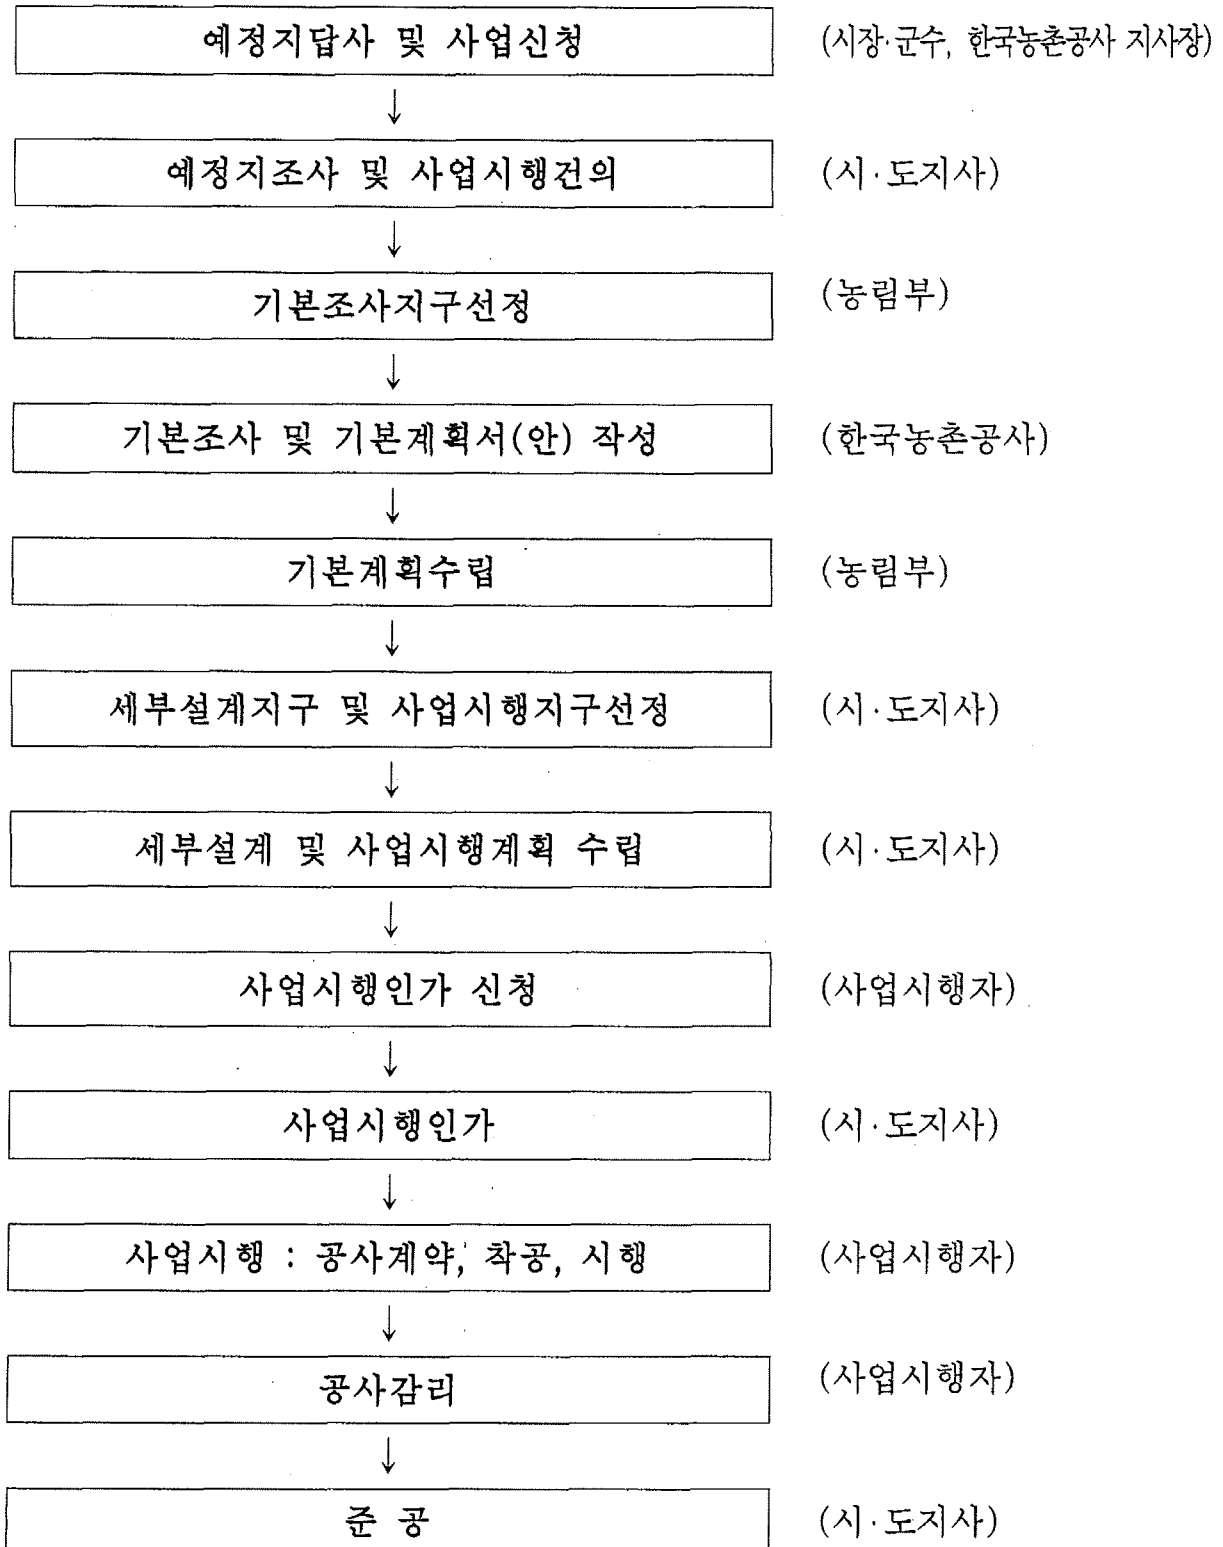 예정지답사 및 사업신청 (시장·군수, 한국농촌공사 지사장)
↓
예정지조사 및 사업시행건의 (시·도지사)
↓
기본조사지구선정 (농림부)
↓
기본조사 및 기본계획서(안) 작성 (한국농촌공사)
↓
기본계획수립 (농림부)
↓
세부설계지구 및 사업시행지구선정 (시·도지사)
↓
세부설계 및 사업시행계획 수립 (시·도지사)
↓
사업시행인가 신청 (사업시행자)
↓
사업시행인가 (시·도지사)
↓
사업시행 : 공사계약, 착공, 시행 (사업시행자)
↓
공사감리 (사업시행자)
↓
준 공 (시·도지사)